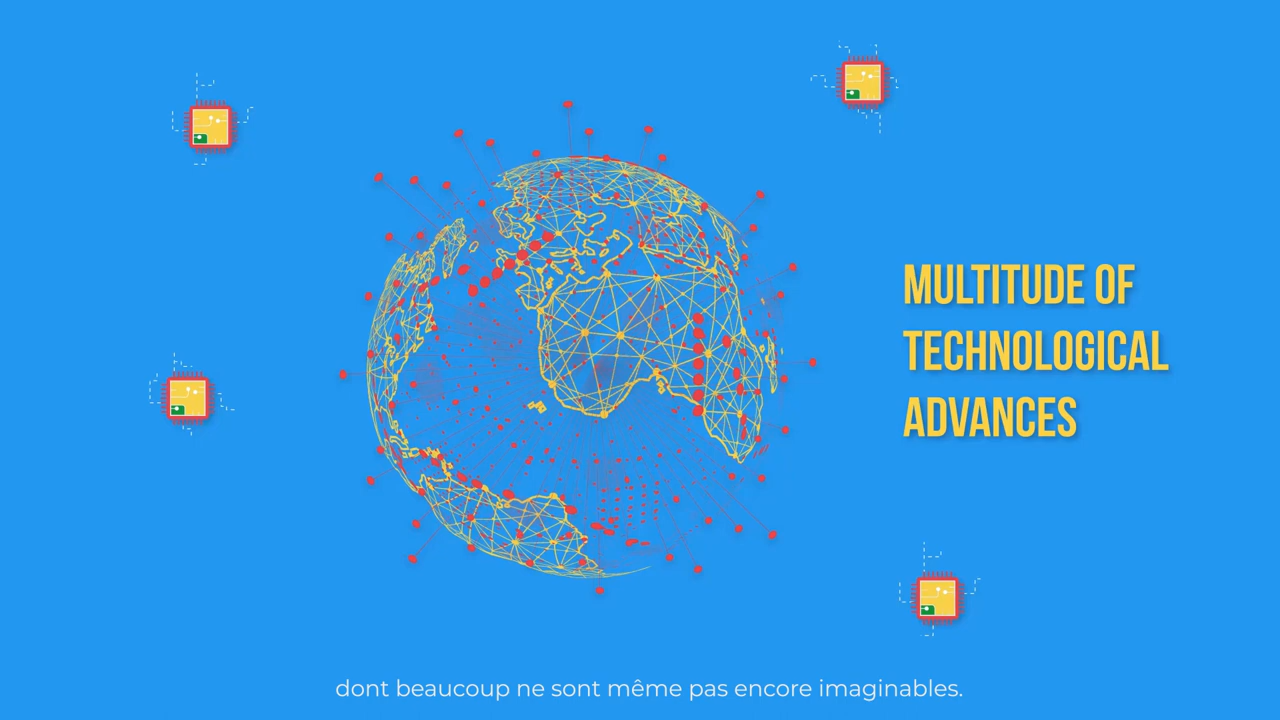 MULTITUDE OF
TECHNOLOGICAL
ADVANCES
dont beaucoup ne sont même pas encore imaginables.